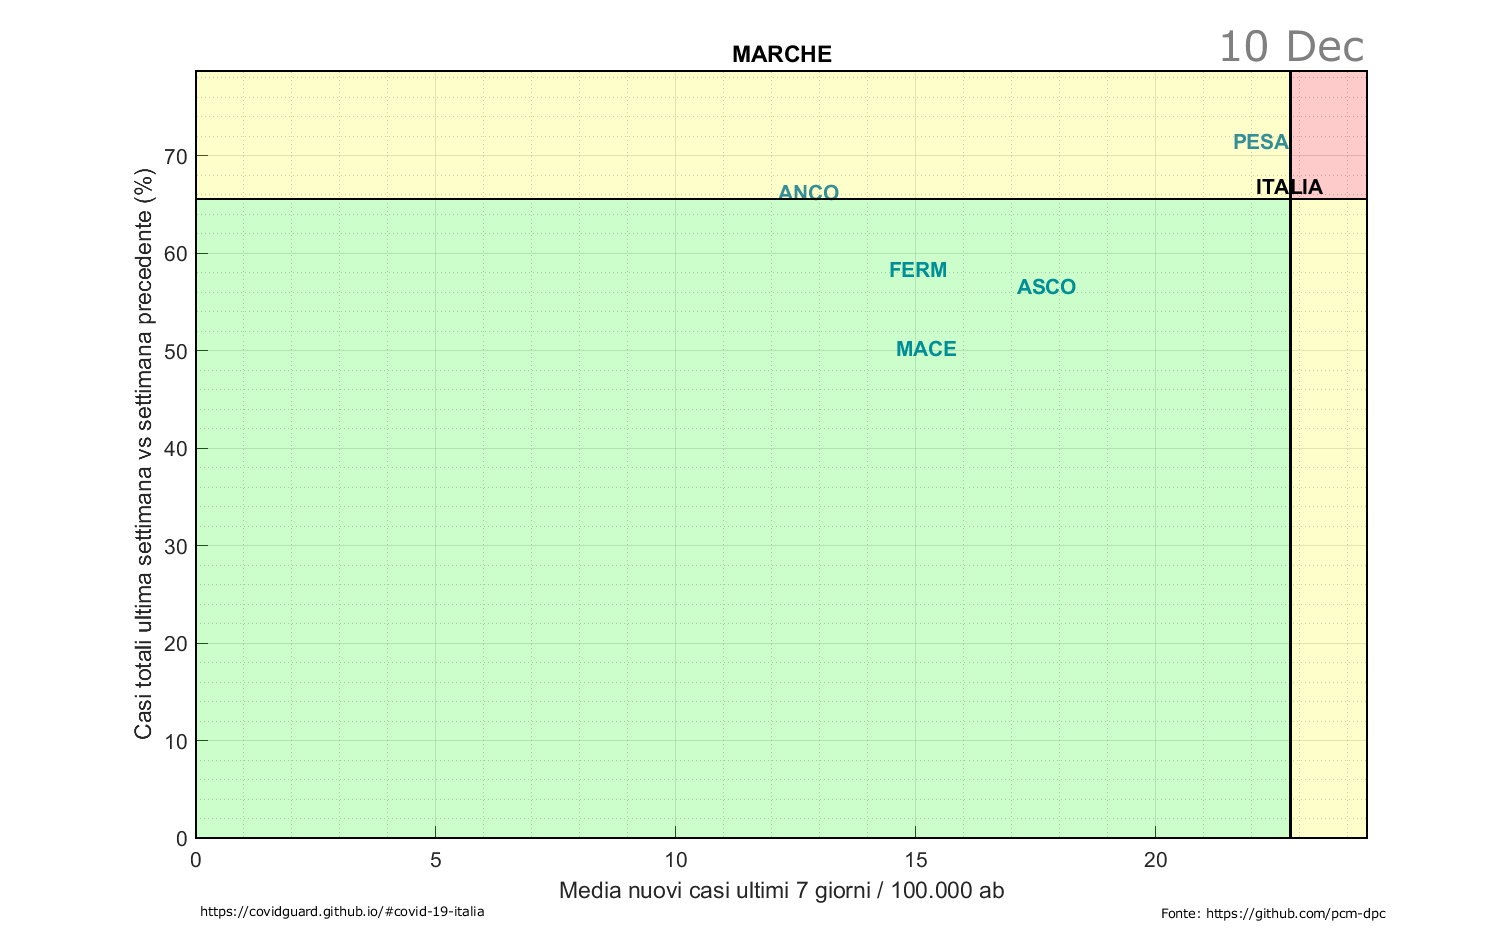 10 Dec
MARCHE
Casi totali ultima settimana vs settimana precedente (%)
70
60
50
40
30
20
10
0
PESA
ITALIA
ANCO
FERM
ASCO
MACE
0 5 10 15 20
Media nuovi casi ultimi 7 giorni / 100.000 ab
https://covidguard.github.io/#covid-19-italia
Fonte: https://github.com/pcm-dpc